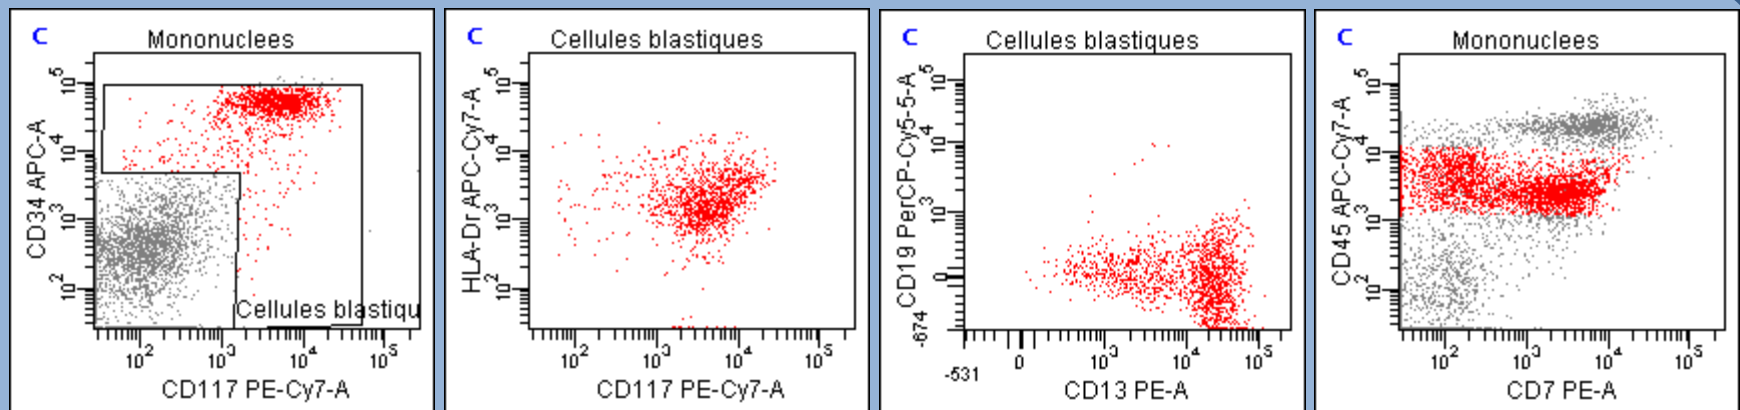 C
Mononuclees
CD34 APC-A
10^5
10^4
10^3
10^2
Cellules blastiqu
10^2 10^3 10^4 10^5
CD117 PE-Cy7-A
C
Cellules blastiques
HLA-Dr APC-Cy7-A
10^5
10^4
10^3
10^2
10^2 10^3 10^4 10^5
CD117 PE-Cy7-A
C
Cellules blastiques
CD19 PerCP-Cy5-5-A
10^5
10^4
10^3
0
-674
-531
0 10^3 10^4 10^5
CD13 PE-A
C
Mononuclees
CD45 APC-Cy7-A
10^5
10^4
10^3
10^2
10^2 10^3 10^4 10^5
CD7 PE-A